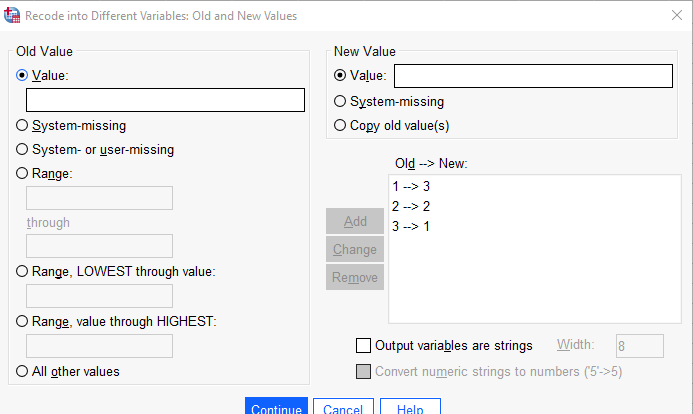 Recode into Different Variables: Old and New Values
Old Value
Value:
System-missing
System- or user-missing
Range:
through
Range, LOWEST through value:
Range, value through HIGHEST:
All other values
New Value
Value:
System-missing
Copy old value(s)
Old --> New:
1 --> 3
2 --> 2
3 --> 1
Add
Change
Remove
Output variables are strings
Width:
8
Convert numeric strings to numbers ('5'->5)
Continue
Cancel
Help